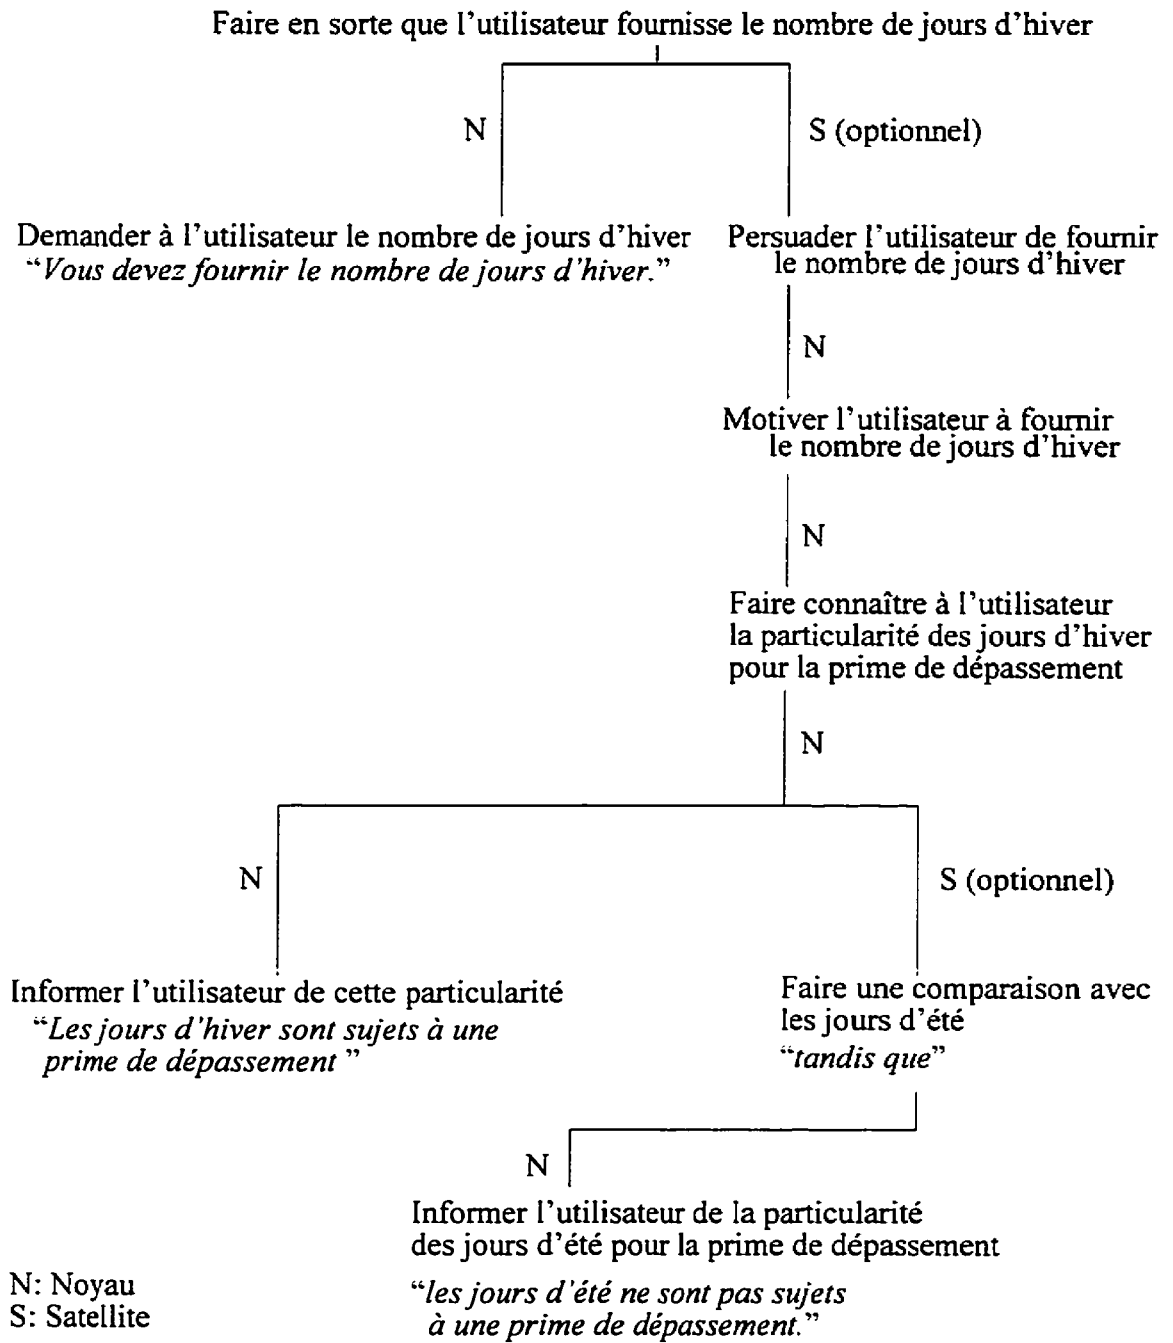 Faire en sorte que l'utilisateur fournisse le nombre de jours d'hiver
N
S (optionnel)
Demander à l'utilisateur le nombre de jours d'hiver
“Vous devez fournir le nombre de jours d'hiver.”
Persuader l'utilisateur de fournir
le nombre de jours d'hiver
N
Motiver l'utilisateur à fournir
le nombre de jours d'hiver
N
Faire connaître à l'utilisateur
la particularité des jours d'hiver
pour la prime de dépassement
N
N
S (optionnel)
Informer l'utilisateur de cette particularité
“Les jours d'hiver sont sujets à une
prime de dépassement ”
Faire une comparaison avec
les jours d'été
“tandis que”
N
Informer l'utilisateur de la particularité
des jours d'été pour la prime de dépassement
“les jours d'été ne sont pas sujets
à une prime de dépassement.”
N: Noyau
S: Satellite